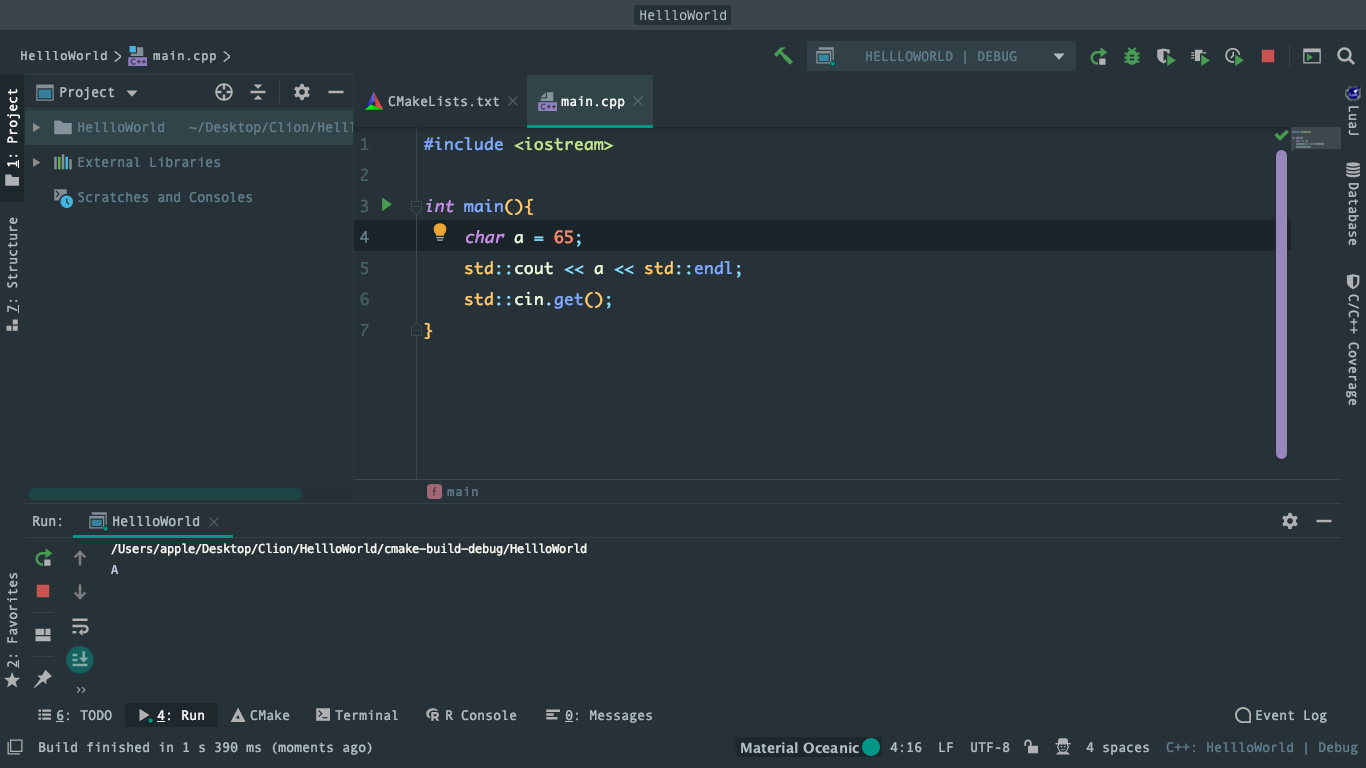 HellloWorld
HellloWorld main.cpp
HELLLOWORLD | DEBUG
1: Project
Project
CMakeLists.txt
main.cpp
HellloWorld ~/Desktop/Clion/Helll
External Libraries
Scratches and Consoles
Z: Structure
1 #include <iostream>
2
3 int main(){
4 char a = 65;
5 std::cout << a << std::endl;
6 std::cin.get();
7 }
main
LuaJ
Database
C/C++ Coverage
Run: HellloWorld
/Users/apple/Desktop/Clion/HellloWorld/cmake-build-debug/HellloWorld
A
2: Favorites
6: TODO 4: Run CMake Terminal R Console 0: Messages Event Log
Build finished in 1 s 390 ms (moments ago) Material Oceanic 4:16 LF UTF-8 4 spaces C++: HellloWorld | Debug